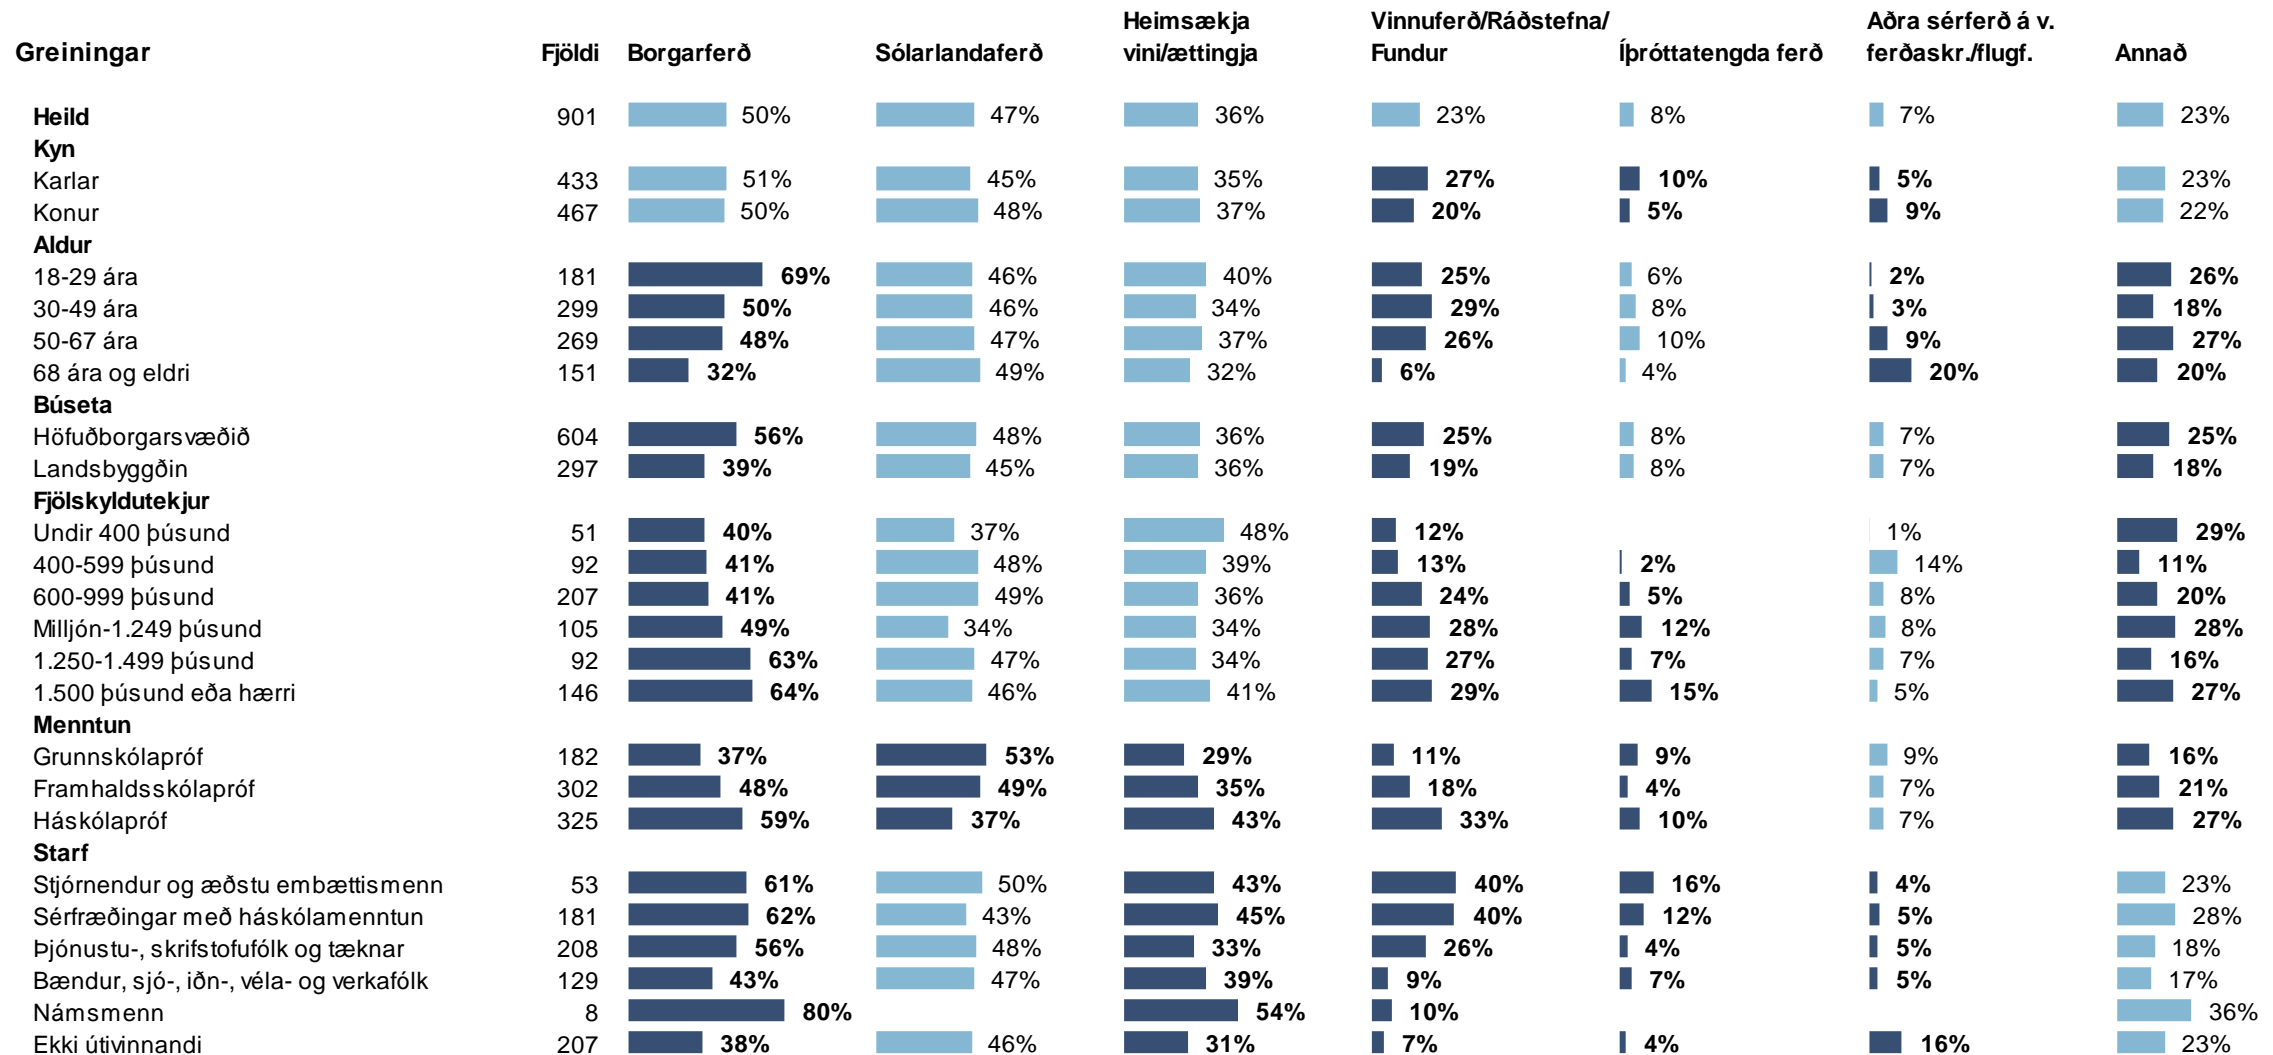 Greiningar Fjöldi Borgarferð Sólarlandaferð Heimsækja vini/ættingja Vinnuferð/Ráðstefna/ Fundur Íþróttatengda ferð Aðra sérferð á v. ferðaskr./flugf. Annað
Heild 901 50% 47% 36% 23% 8% 7% 23%
Kyn
Karlar 433 51% 45% 35% 27% 10% 5% 23%
Konur 467 50% 48% 37% 20% 5% 9% 22%
Aldur
18-29 ára 181 69% 46% 40% 25% 6% 2% 26%
30-49 ára 299 50% 46% 34% 29% 8% 3% 18%
50-67 ára 269 48% 47% 37% 26% 10% 9% 27%
68 ára og eldri 151 32% 49% 32% 6% 4% 20% 20%
Búseta
Höfuðborgarsvæðið 604 56% 48% 36% 25% 8% 7% 25%
Landsbyggðin 297 39% 45% 36% 19% 8% 7% 18%
Fjölskyldutekjur
Undir 400 þúsund 51 40% 37% 48% 12% 1% 29%
400-599 þúsund 92 41% 48% 39% 13% 2% 14% 11%
600-999 þúsund 207 41% 49% 36% 24% 5% 8% 20%
Milljón-1.249 þúsund 105 49% 34% 34% 28% 12% 8% 28%
1.250-1.499 þúsund 92 63% 47% 34% 27% 7% 7% 16%
1.500 þúsund eða hærri 146 64% 46% 41% 29% 15% 5% 27%
Menntun
Grunnskólapróf 182 37% 53% 29% 11% 9% 9% 16%
Framhaldsskólapróf 302 48% 49% 35% 18% 4% 7% 21%
Háskólapróf 325 59% 37% 43% 33% 10% 7% 27%
Starf
Stjórnendur og æðstu embættismenn 53 61% 50% 43% 40% 16% 4% 23%
Sérfræðingar með háskólamenntun 181 62% 43% 45% 40% 12% 5% 28%
Þjónustu-, skrifstofufólk og tæknar 208 56% 48% 33% 26% 4% 5% 18%
Bændur, sjó-, iðn-, véla- og verkafólk 129 43% 47% 39% 9% 7% 5% 17%
Námsmenn 8 80% 54% 10% 36%
Ekki útivinnandi 207 38% 46% 31% 7% 4% 16% 23%